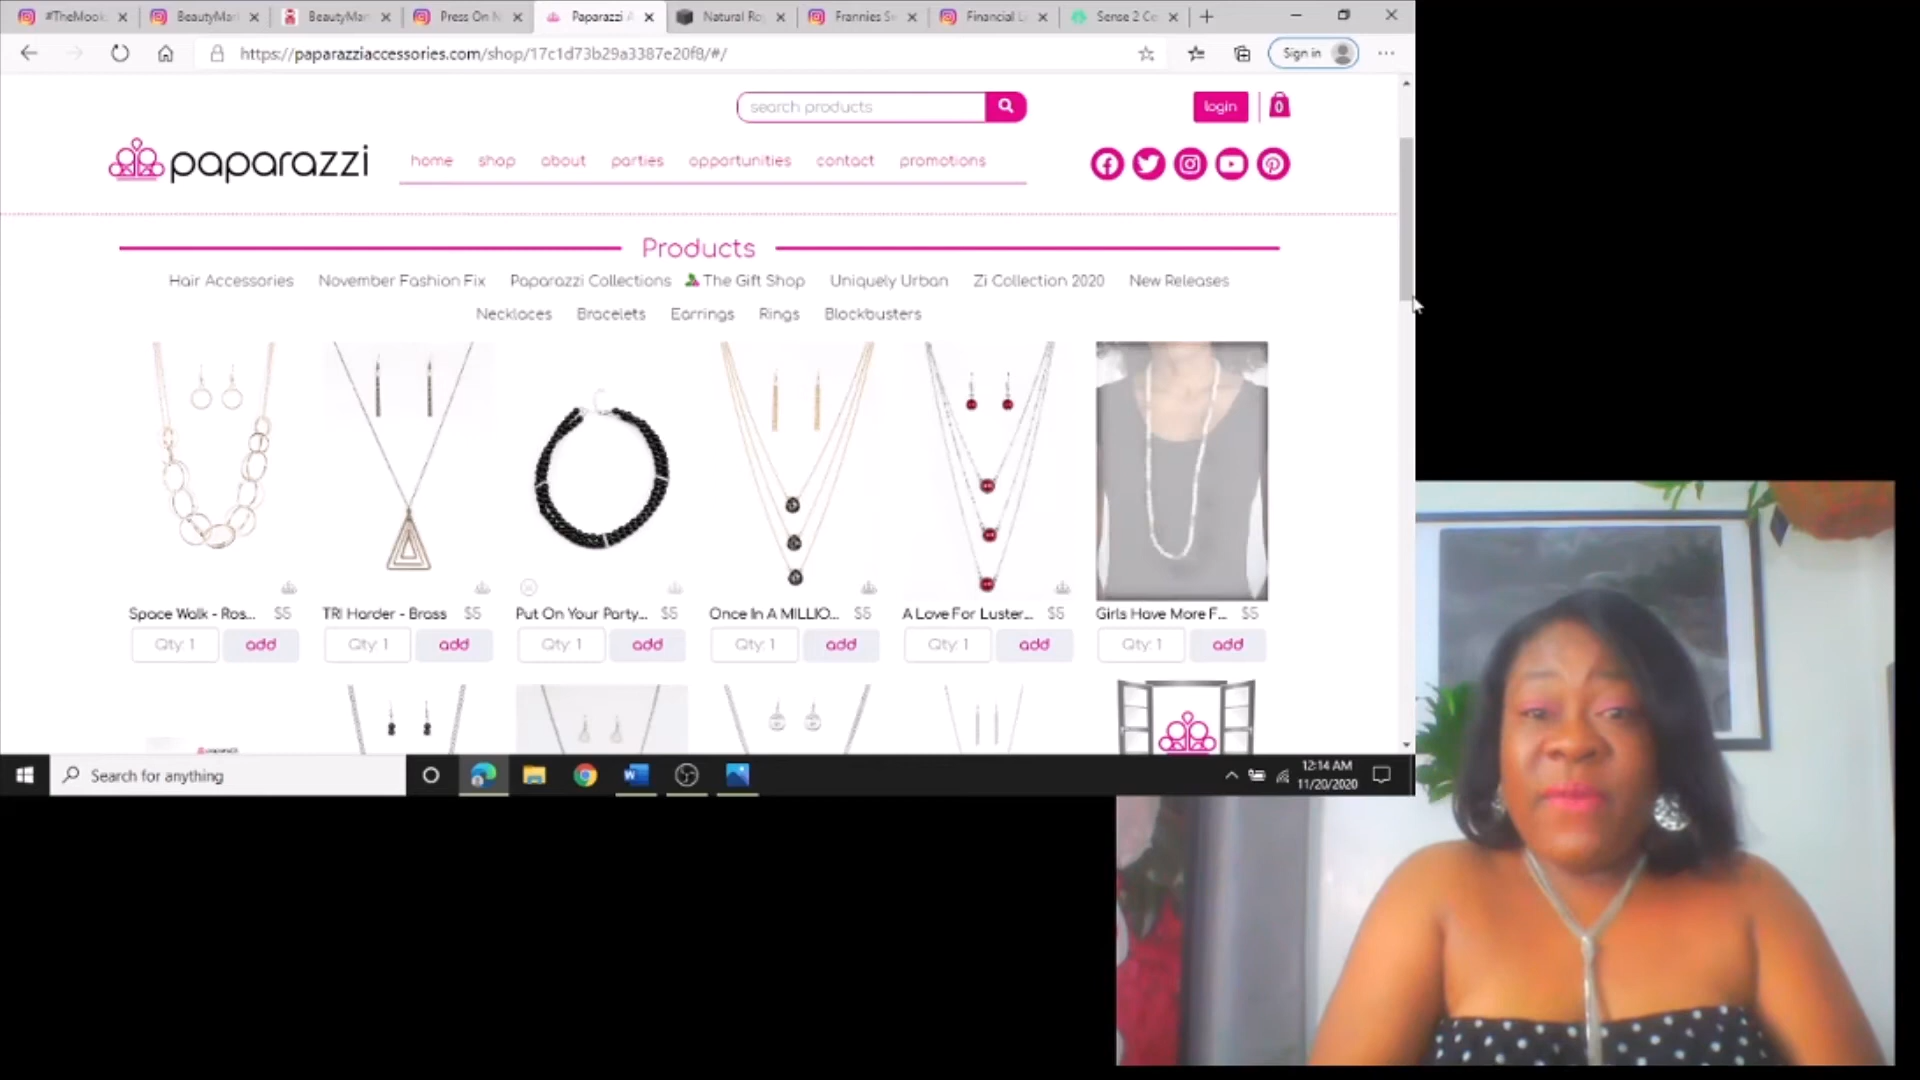 #TheMook
BeautyMar
BeautyMar
Press On N
Paparazzi A
Natural Ro
Frannies S
Financial L
Sense 2 Ce
https://paparazziaccessories.com/shop/17c1d73b29a3387e20f8/#/
Sign in
search products
login
0
paparazzi
home shop about parties opportunities contact promotions
Products
Hair Accessories November Fashion Fix Paparazzi Collections The Gift Shop Uniquely Urban Zi Collection 2020 New Releases
Necklaces Bracelets Earrings Rings Blockbusters
Space Walk - Ros... $5 TRI Harder - Brass $5 Put On Your Party... $5 Once In A MILLIO... $5 A Love For Luster... $5 Girls Have More F... $5
Qty: 1 add Qty: 1 add Qty: 1 add Qty: 1 add Qty: 1 add Qty: 1 add
paparazzi
Search for anything
12:14 AM
11/20/2020